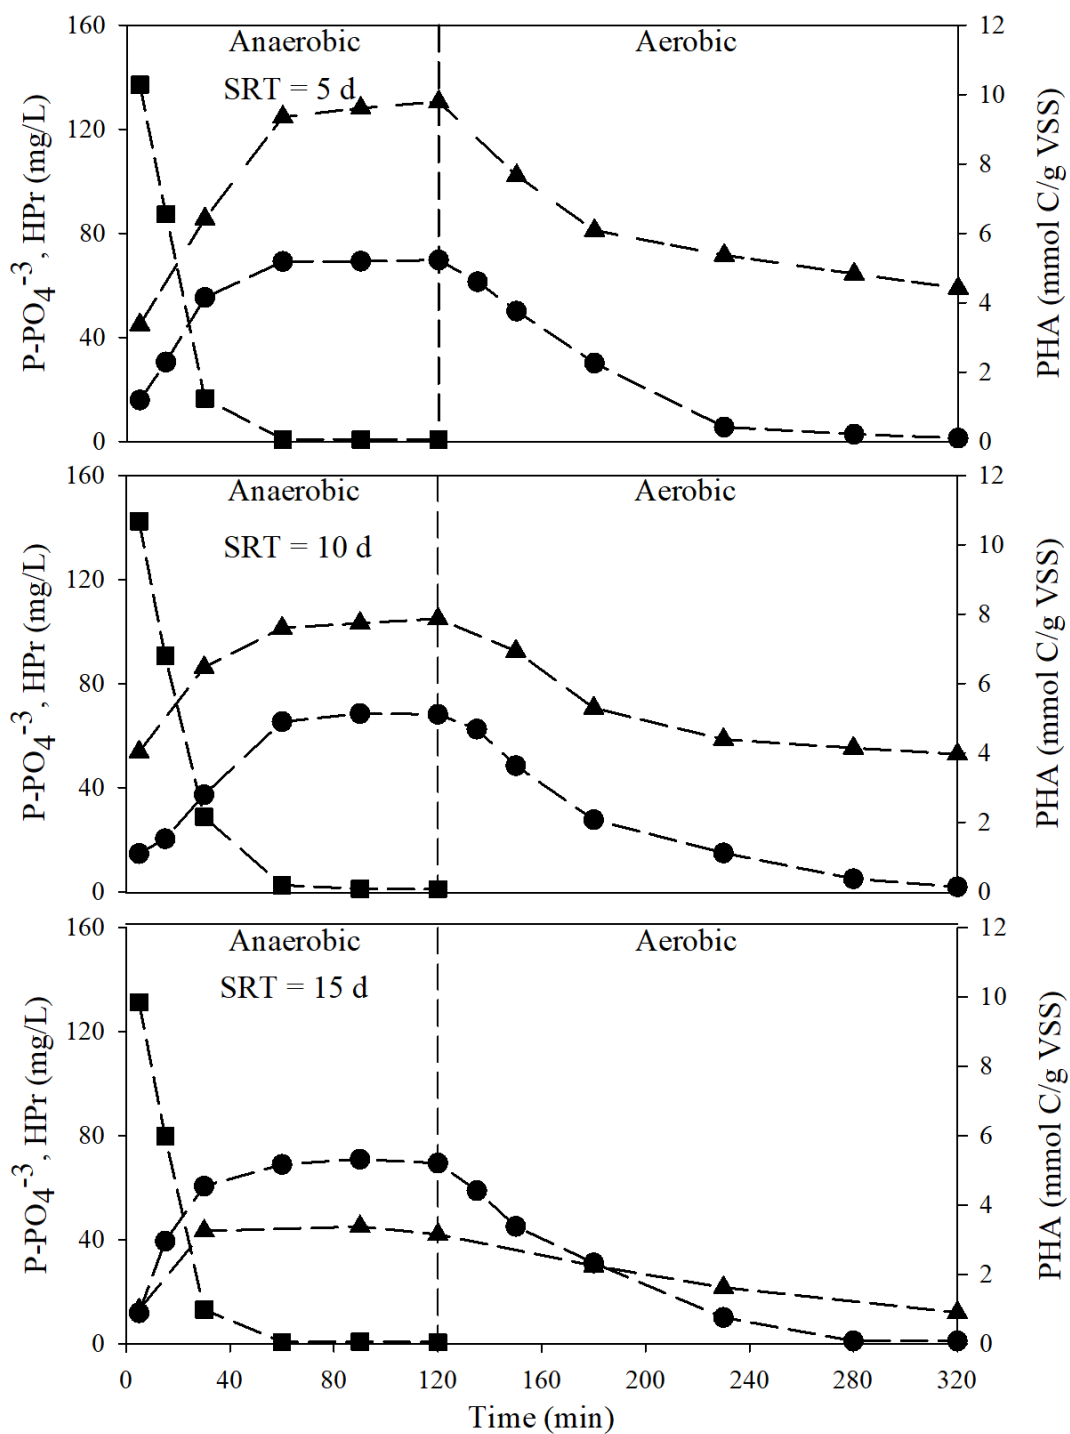 Anaerobic Aerobic
SRT = 5 d
160
120
80
40
0
12
10
8
6
4
2
0
P-PO4-3, HPr (mg/L)
PHA (mmol C/g VSS)
Anaerobic Aerobic
SRT = 10 d
160
120
80
40
0
12
10
8
6
4
2
0
P-PO4-3, HPr (mg/L)
PHA (mmol C/g VSS)
Anaerobic Aerobic
SRT = 15 d
160
120
80
40
0
12
10
8
6
4
2
0
P-PO4-3, HPr (mg/L)
PHA (mmol C/g VSS)
0 40 80 120 160 200 240 280 320
Time (min)